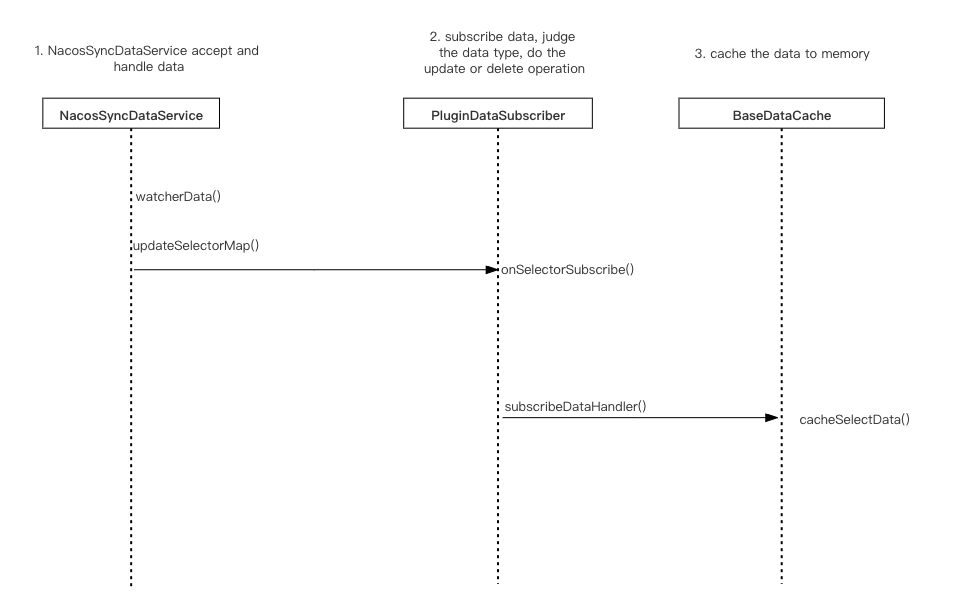 1. NacosSyncDataService accept and
handle data
2. subscribe data, judge
the data type, do the
update or delete operation
3. cache the data to memory
NacosSyncDataService
PluginDataSubscriber
BaseDataCache
watcherData()
updateSelectorMap()
onSelectorSubscribe()
subscribeDataHandler()
cacheSelectData()